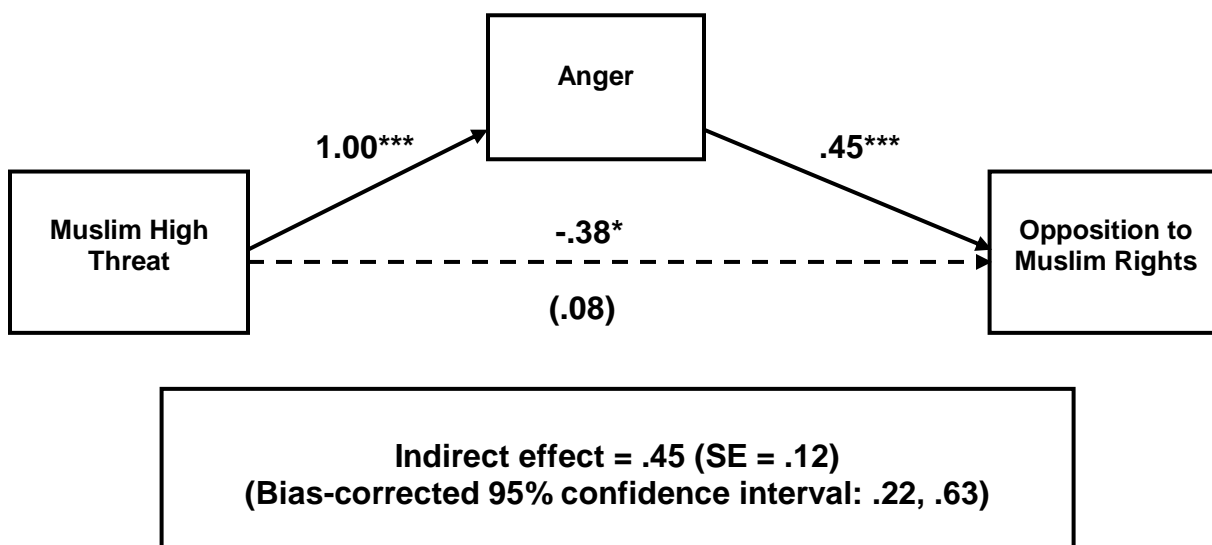 Anger
1.00***
.45***
Muslim High
Threat
-.38*
(.08)
Opposition to
Muslim Rights
Indirect effect = .45 (SE = .12)
(Bias-corrected 95% confidence interval: .22, .63)